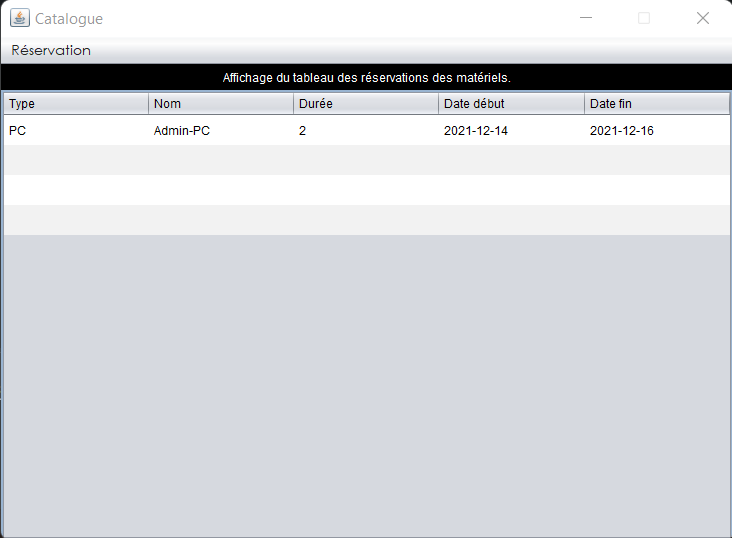 Catalogue
Réservation
Affichage du tableau des réservations des matériels.
Type Nom Durée Date début Date fin
PC Admin-PC 2 2021-12-14 2021-12-16